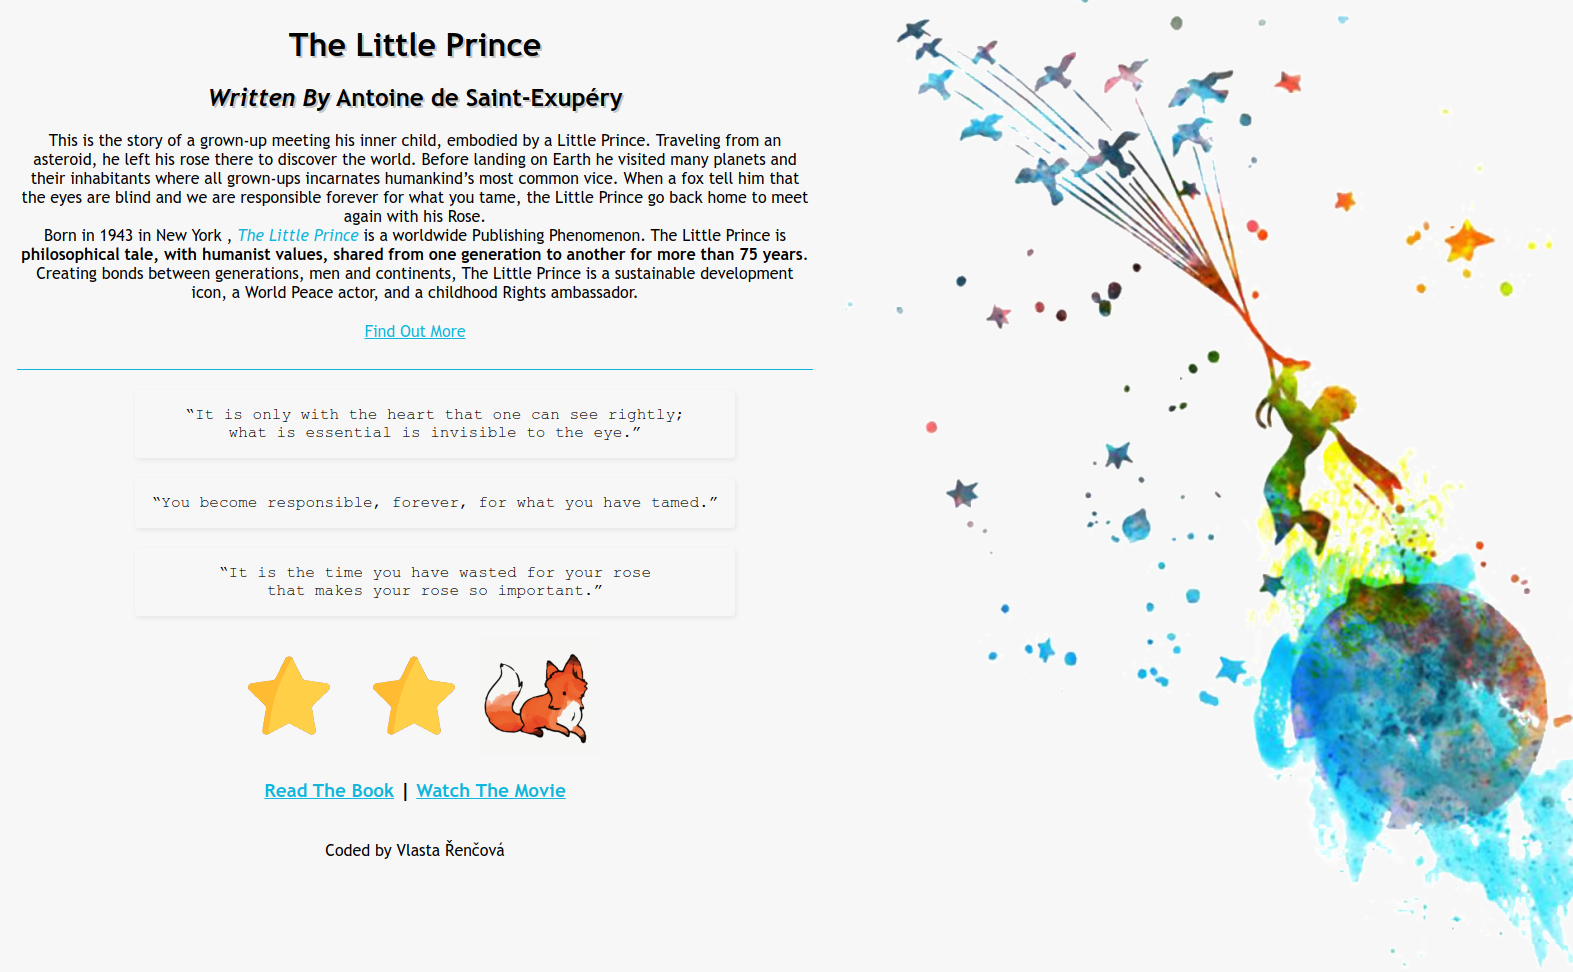 The Little Prince
Written By Antoine de Saint-Exupéry
This is the story of a grown-up meeting his inner child, embodied by a Little Prince. Traveling from an
asteroid, he left his rose there to discover the world. Before landing on Earth he visited many planets and
their inhabitants where all grown-ups incarnates humankind’s most common vice. When a fox tell him that
the eyes are blind and we are responsible forever for what you tame, the Little Prince go back home to meet
again with his Rose.
Born in 1943 in New York , The Little Prince is a worldwide Publishing Phenomenon. The Little Prince is
philosophical tale, with humanist values, shared from one generation to another for more than 75 years.
Creating bonds between generations, men and continents, The Little Prince is a sustainable development
icon, a World Peace actor, and a childhood Rights ambassador.
Find Out More
“It is only with the heart that one can see rightly;
what is essential is invisible to the eye.”
“You become responsible, forever, for what you have tamed.”
“It is the time you have wasted for your rose
that makes your rose so important.”
Read The Book | Watch The Movie
Coded by Vlasta Řenčová